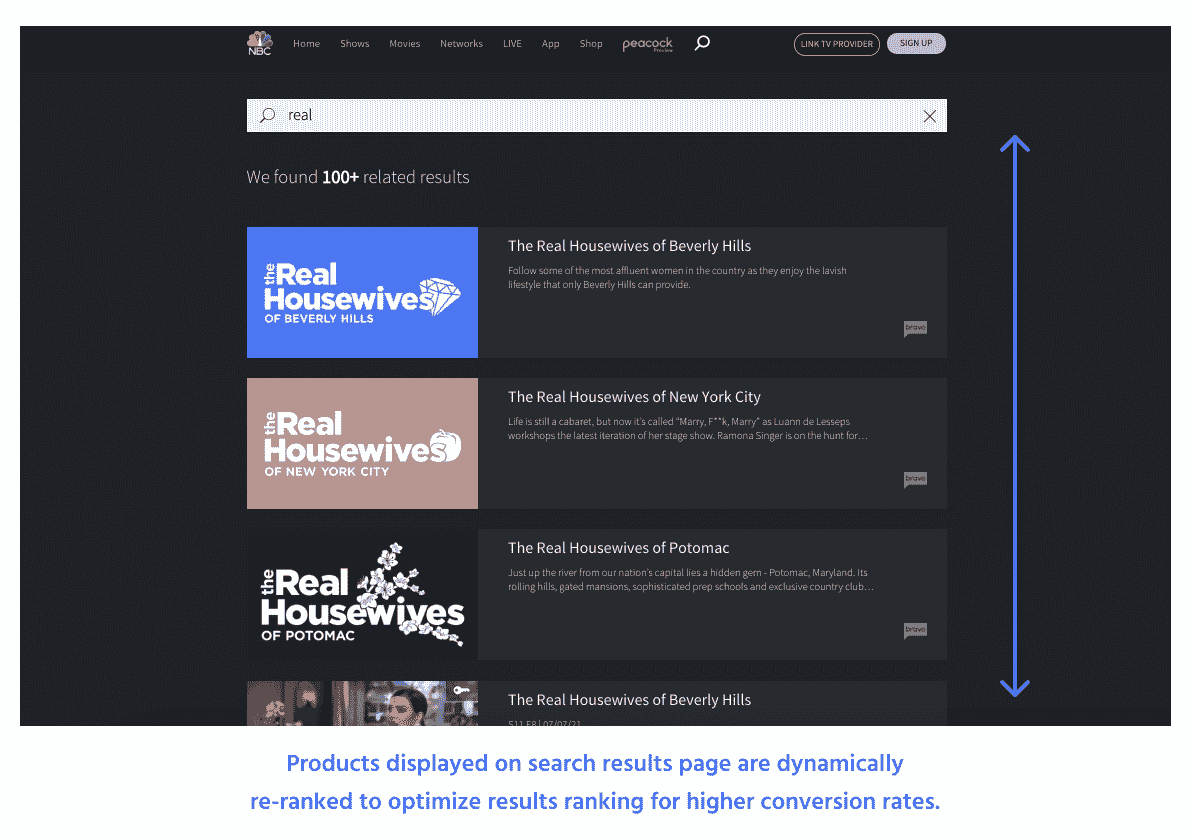 NBC
Home
Shows
Movies
Networks
LIVE
App
Shop
peacock
Preview
LINK TV PROVIDER
SIGN UP
real
We found 100+ related results
the
Real
Housewives
OF BEVERLY HILLS
The Real Housewives of Beverly Hills
Follow some of the most affluent women in the country as they enjoy the lavish
lifestyle that only Beverly Hills can provide.
bravo
the
Real
Housewives
OF NEW YORK CITY
The Real Housewives of New York City
Life is still a cabaret, but now it's called “Marry, F**k, Marry” as Luann de Lesseps
workshops the latest iteration of her stage show. Ramona Singer is on the hunt for…
bravo
the
Real
Housewives
OF POTOMAC
The Real Housewives of Potomac
Just up the river from our nation's capital lies a hidden gem - Potomac, Maryland. Its
rolling hills, gated mansions, sophisticated prep schools and exclusive country club…
bravo
The Real Housewives of Beverly Hills
S11 E8 | 07/07/21
Products displayed on search results page are dynamically
re-ranked to optimize results ranking for higher conversion rates.